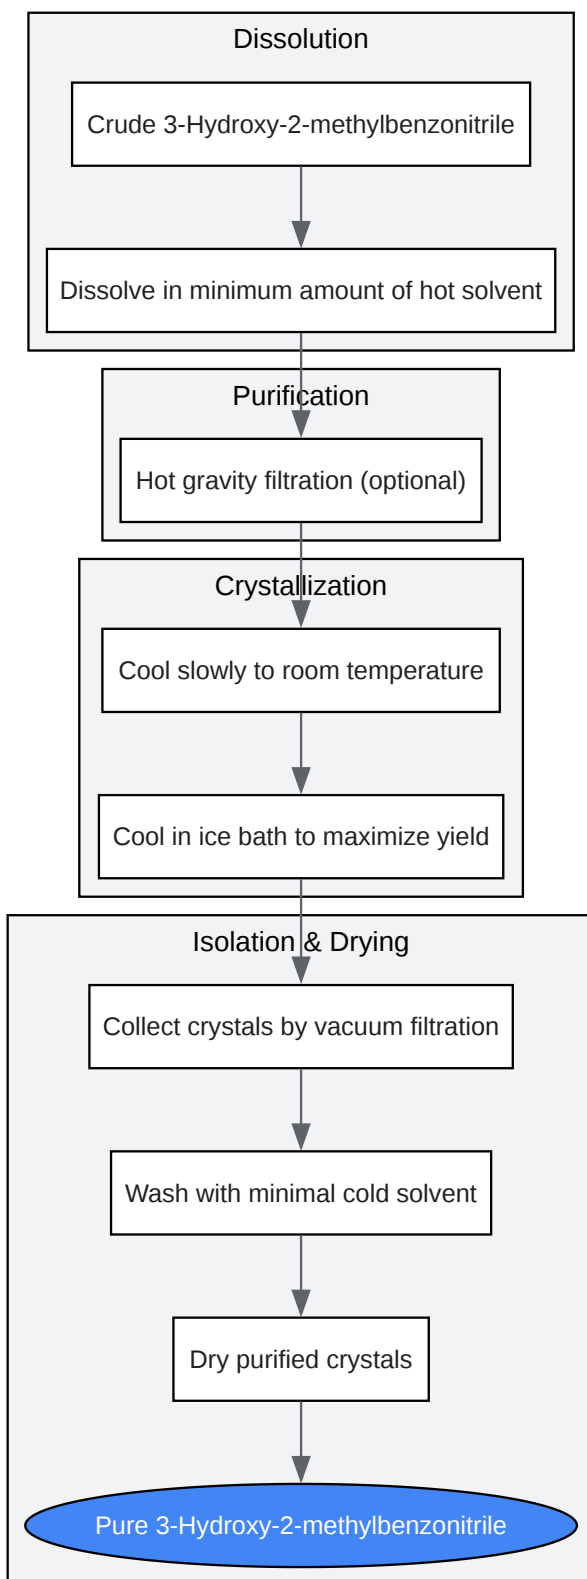 Dissolution
Crude 3-Hydroxy-2-methylbenzonitrile
Dissolve in minimum amount of hot solvent
Purification
Hot gravity filtration (optional)
Crystallization
Cool slowly to room temperature
Cool in ice bath to maximize yield
Isolation & Drying
Collect crystals by vacuum filtration
Wash with minimal cold solvent
Dry purified crystals
Pure 3-Hydroxy-2-methylbenzonitrile